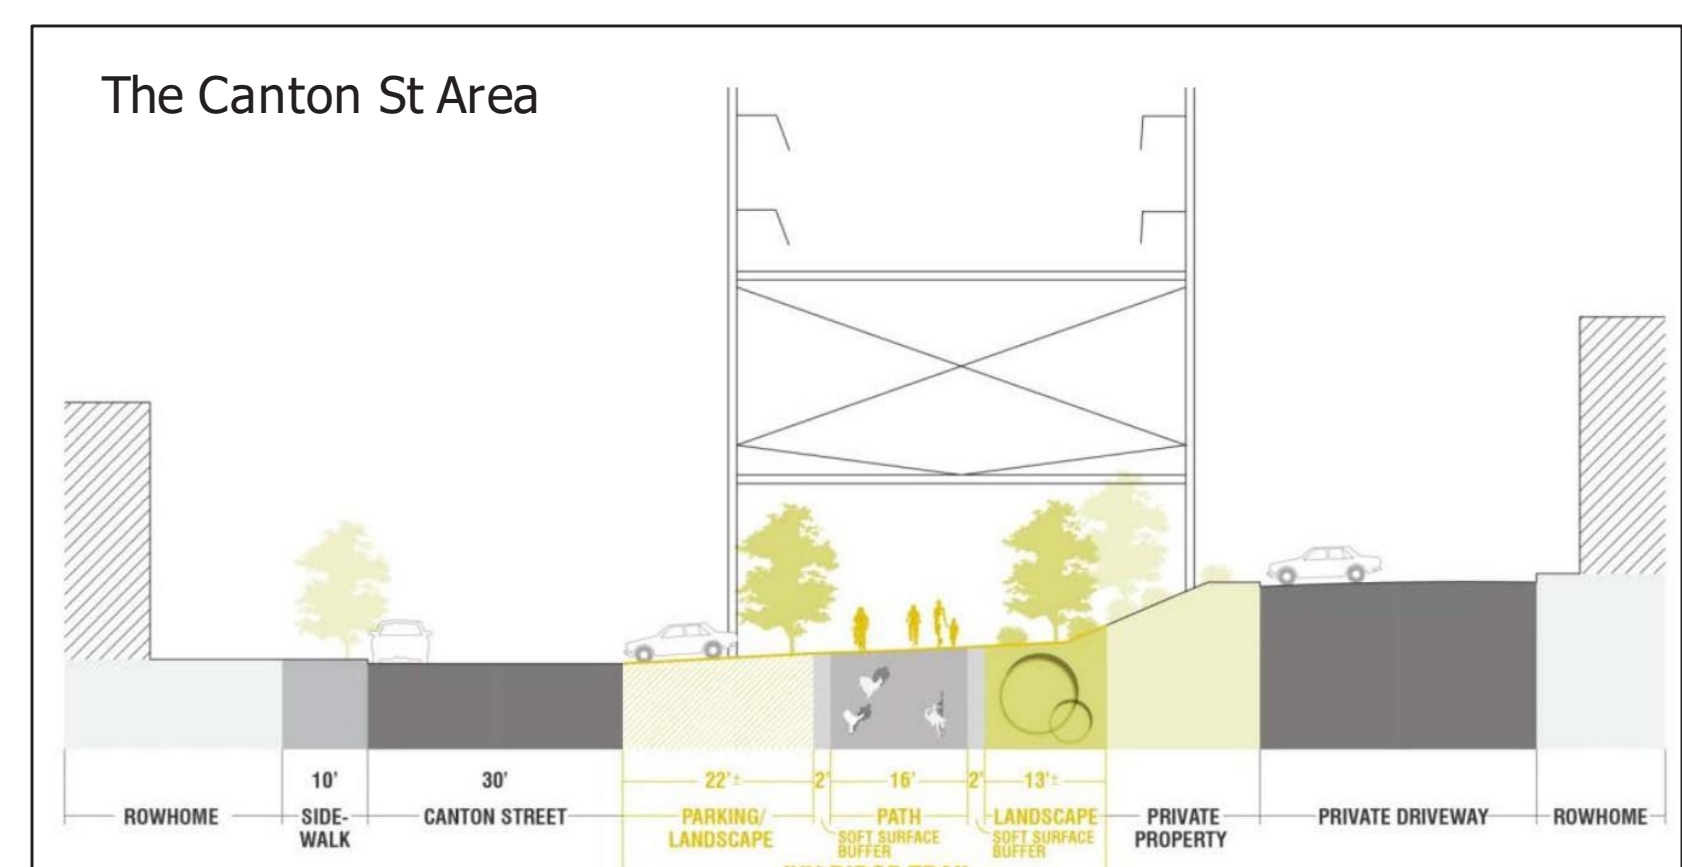 The Canton St Area
10' 30' 22'± 2' 16' 2' 13'±
ROWHOME SIDE-WALK CANTON STREET PARKING/ LANDSCAPE PATH LANDSCAPE PRIVATE PROPERTY PRIVATE DRIVEWAY ROWHOME
SOFT SURFACE BUFFER SOFT SURFACE BUFFER